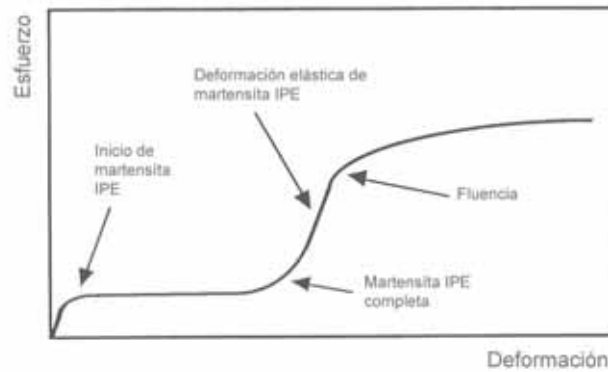 Esfuerzo
Deformación elástica de
martensita IPE
Inicio de
martensita
IPE
Fluencia
Martensita IPE
completa
Deformación